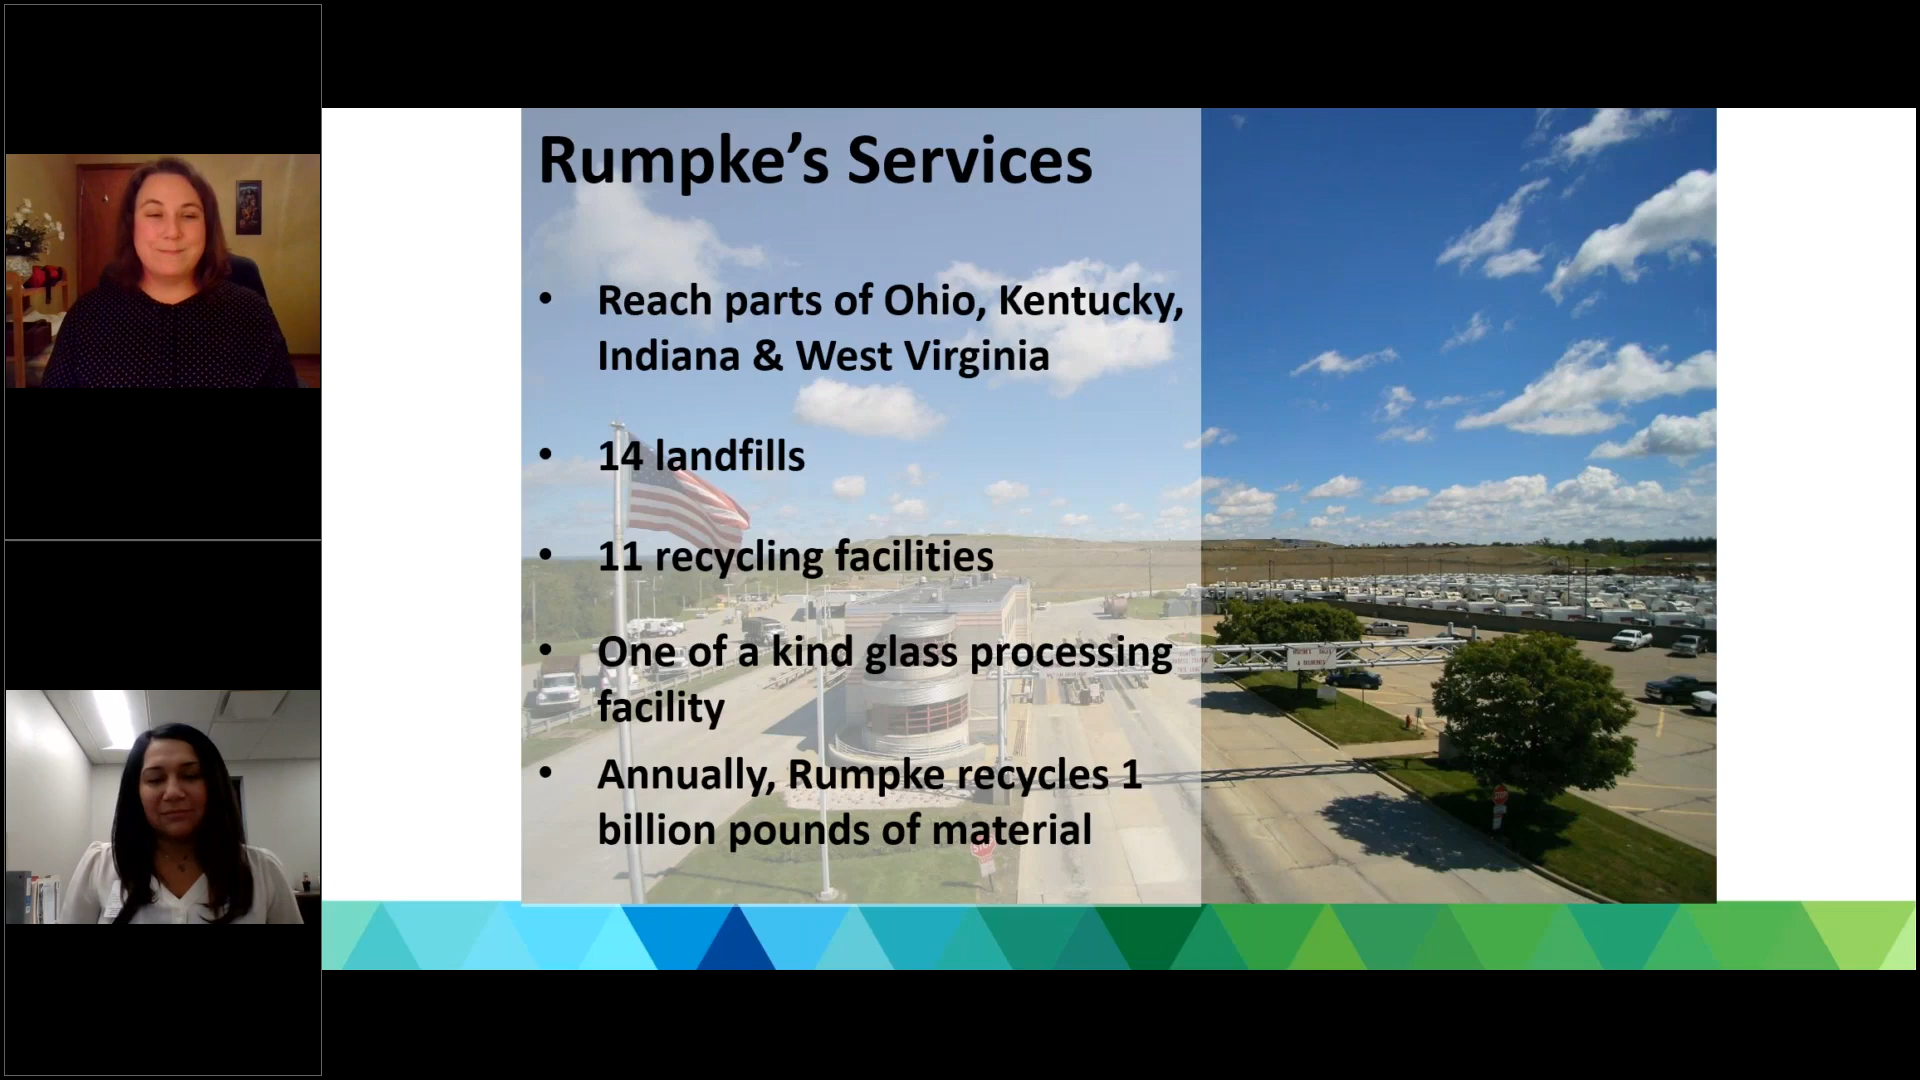 Rumpke’s Services
• Reach parts of Ohio, Kentucky,
Indiana & West Virginia
• 14 landfills
• 11 recycling facilities
• One of a kind glass processing
facility
• Annually, Rumpke recycles 1
billion pounds of material
STOP